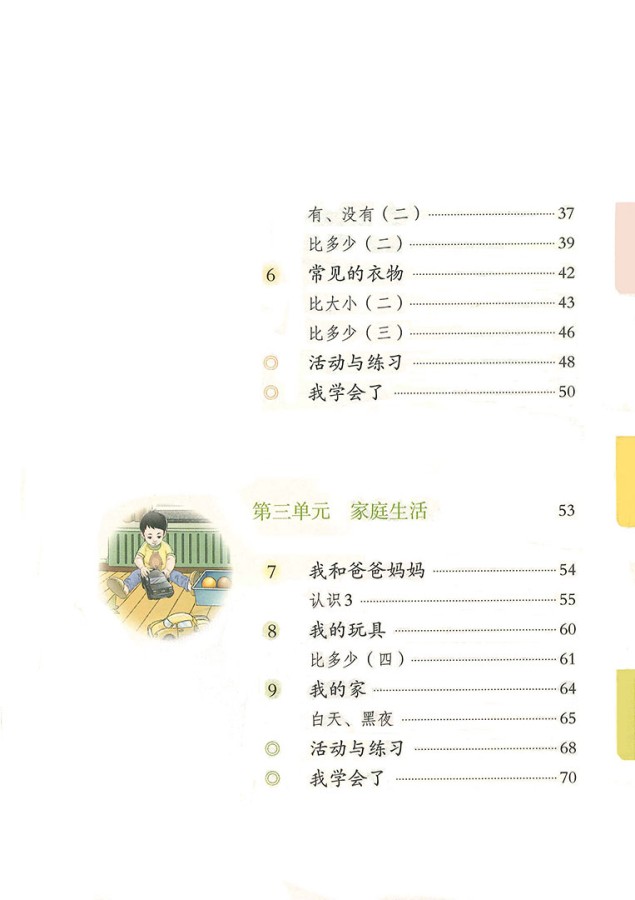 有、没有（二）……37
比多少（二）……39
6 常见的衣物……42
比大小（二）……43
比多少（三）……46
◎ 活动与练习……48
◎ 我学会了……50
第三单元 家庭生活 53
7 我和爸爸妈妈……54
认识3……55
8 我的玩具……60
比多少（四）……61
9 我的家……64
白天、黑夜……65
◎ 活动与练习……68
◎ 我学会了……70